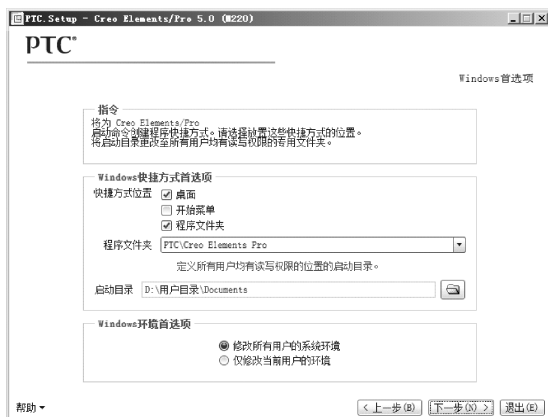 PTC.Setup - Creo Elements/Pro 5.0 (M220)
PTC®
Windows首选项
指令
将为 Creo Elements/Pro
启动命令创建程序快捷方式。请选择放置这些快捷方式的位置。
将启动目录更改至所有用户均有读写权限的专用文件夹。
Windows快捷方式首选项
快捷方式位置 桌面
开始菜单
程序文件夹
程序文件夹 PTC\Creo Elements Pro
定义所有用户均有读写权限的位置的启动目录。
启动目录 D:\用户目录\Documents
Windows环境首选项
修改所有用户的系统环境
仅修改当前用户的环境
帮助 < 上一步(B) 下一步(N) > 退出(E)